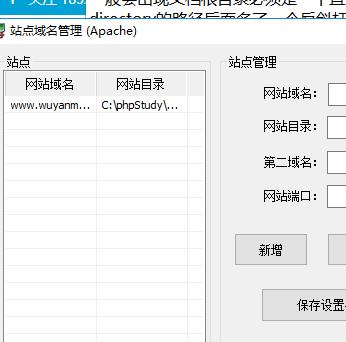 站点域名管理 (Apache)
站点
网站域名 网站目录
www.wuyanm... C:\phpStudy\...
站点管理
网站域名：
网站目录：
第二域名：
网站端口：
新增
保存设置